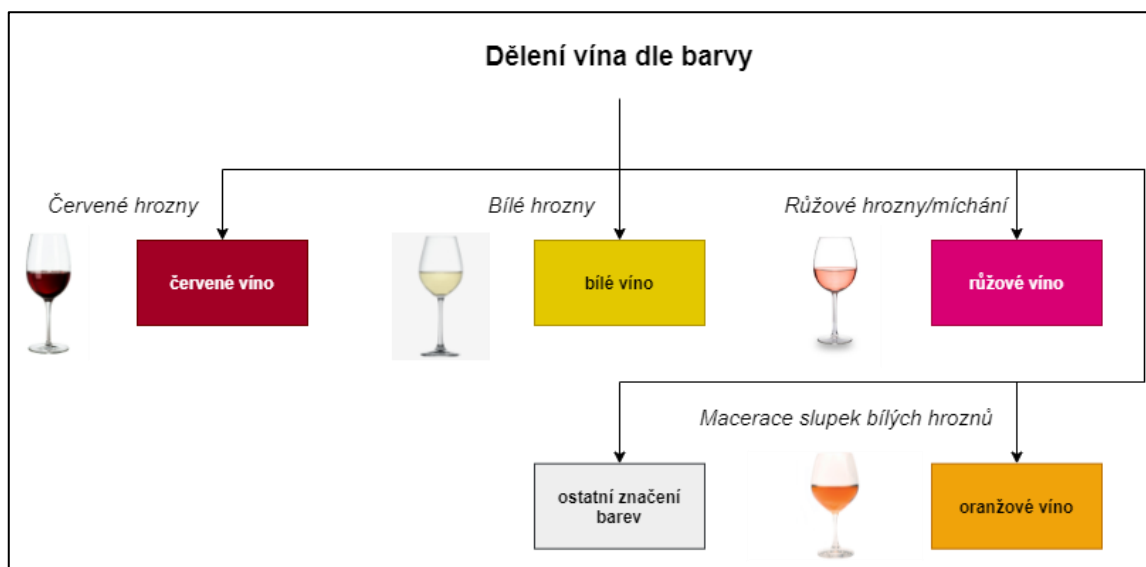 Dělení vína dle barvy
Červené hrozny
Bílé hrozny
Růžové hrozny/míchání
červené víno
bílé víno
růžové víno
Macerace slupek bílých hroznů
ostatní značení
barev
oranžové víno